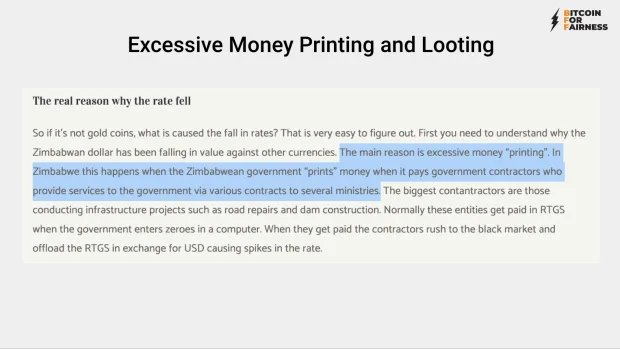 BITCOIN
FOR
FAIRNESS
Excessive Money Printing and Looting
The real reason why the rate fell
So if it's not gold coins, what is caused the fall in rates? That is very easy to figure out. First you need to understand why the
Zimbabwan dollar has been falling in value against other currencies. The main reason is excessive money “printing”. In
Zimbabwe this happens when the Zimbabwean government “prints” money when it pays government contractors who
provide services to the government via various contracts to several ministries. The biggest contantractors are those
conducting infrastructure projects such as road repairs and dam construction. Normally these entities get paid in RTGS
when the government enters zeroes in a computer. When they get paid the contractors rush to the black market and
offload the RTGS in exchange for USD causing spikes in the rate.